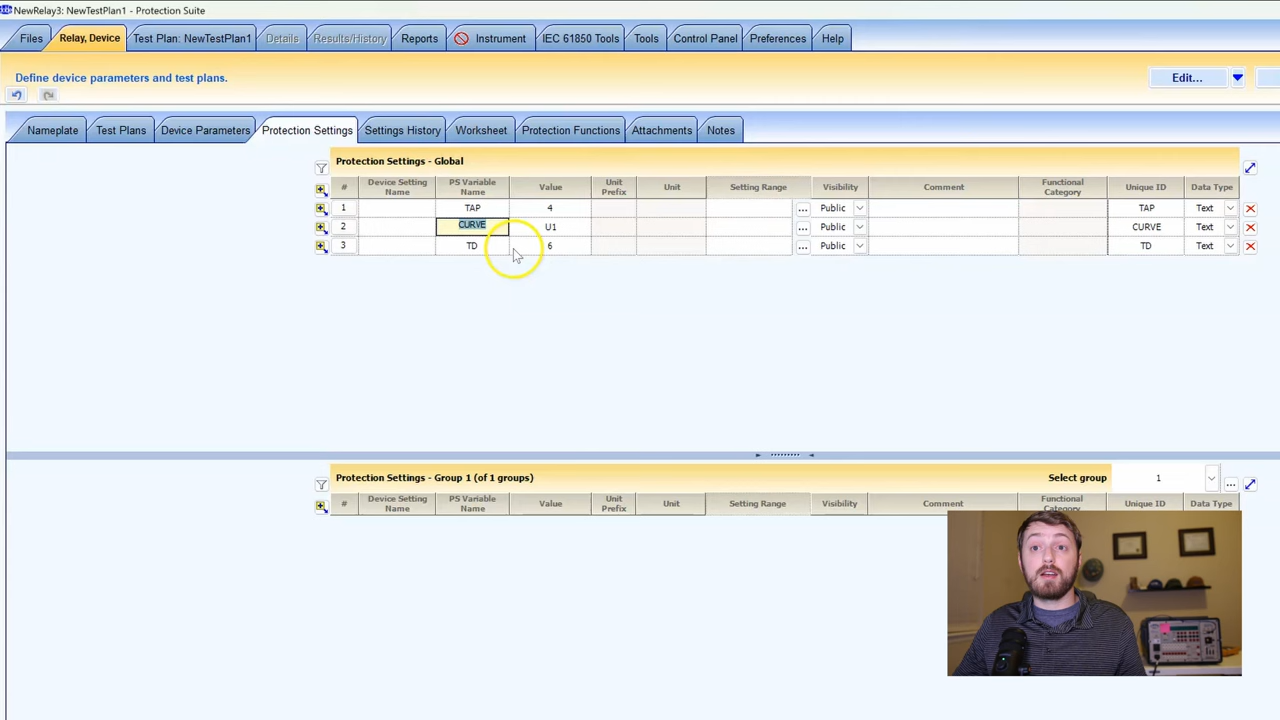 NewRelay3: NewTestPlan1 - Protection Suite
Files Relay, Device Test Plan: NewTestPlan1 Details Results/History Reports Instrument IEC 61850 Tools Tools Control Panel Preferences Help
Define device parameters and test plans.
Edit...
Nameplate Test Plans Device Parameters Protection Settings Settings History Worksheet Protection Functions Attachments Notes
Protection Settings - Global
# Device Setting Name PS Variable Name Value Unit Prefix Unit Setting Range Visibility Comment Functional Category Unique ID Data Type
1 TAP 4 ... Public TAP Text
2 CURVE U1 ... Public CURVE Text
3 TD 6 ... Public TD Text
Protection Settings - Group 1 (of 1 groups) Select group 1 ...
# Device Setting Name PS Variable Name Value Unit Prefix Unit Setting Range Visibility Comment Functional Category Unique ID Data Type